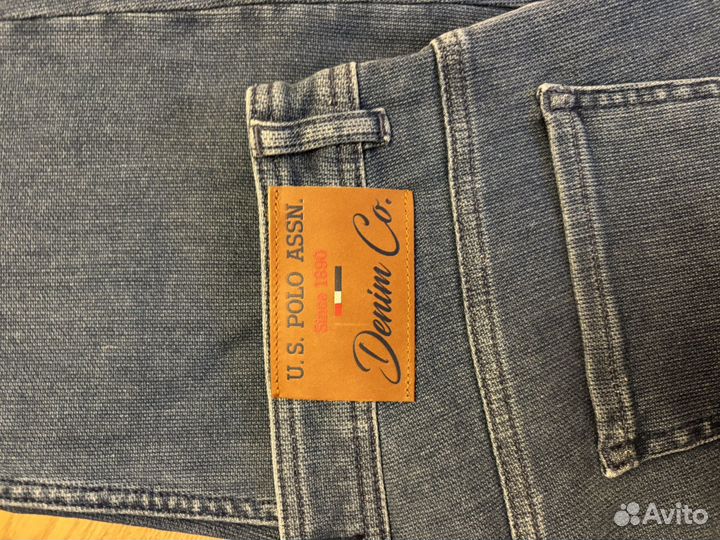 U.S. POLO ASSN.
Since 1890
Denim Co.
Avito